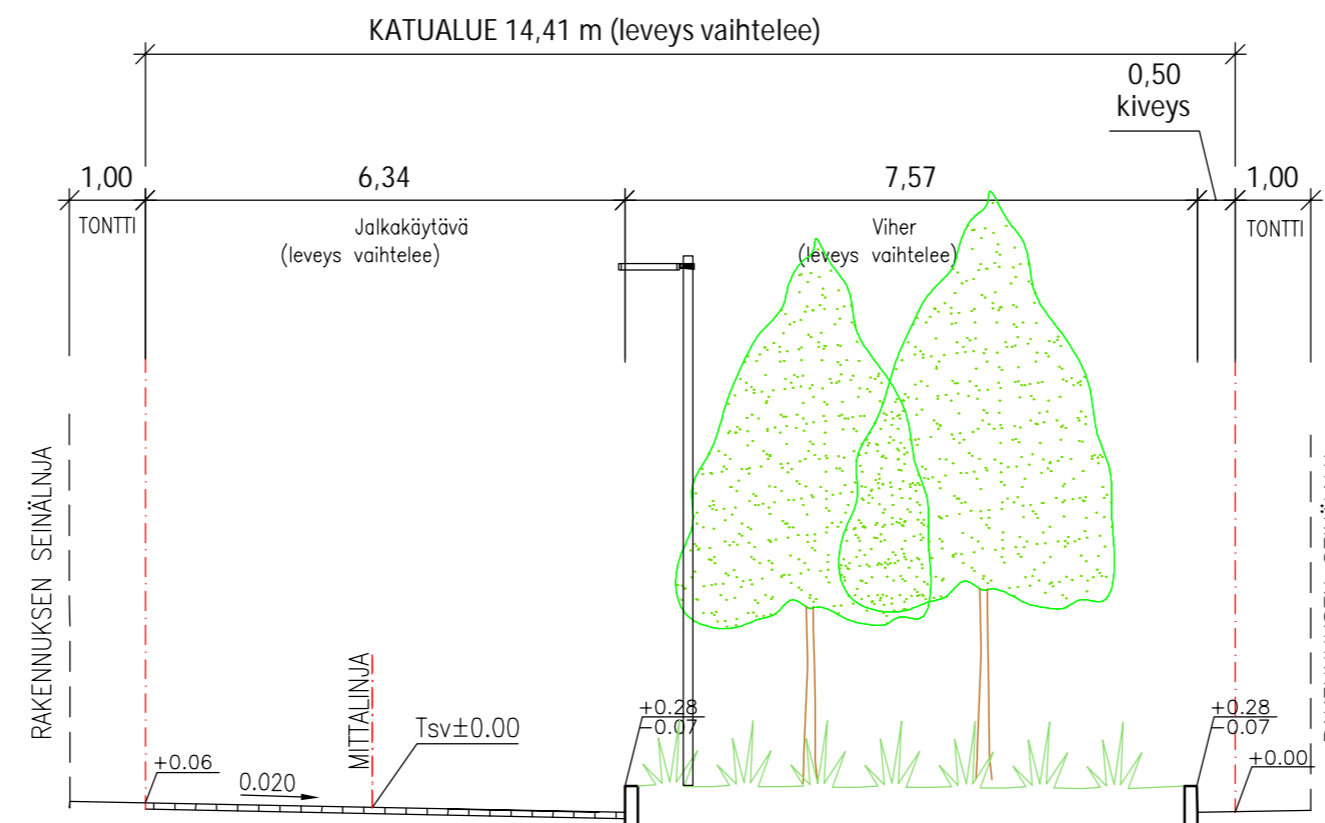 KATUALUE 14,41 m (leveys vaihtelee)
0,50
kiveys
1,00
6,34
7,57
1,00
TONTTI
Jalkakäytävä
(leveys vaihtelee)
Viher
(leveys vaihtelee)
TONTTI
RAKENNUKSEN SEINÄLNJA
MITTALINJA
Tsv±0.00
+0.06
0.020
+0.28
-0.07
+0.28
-0.07
+0.00